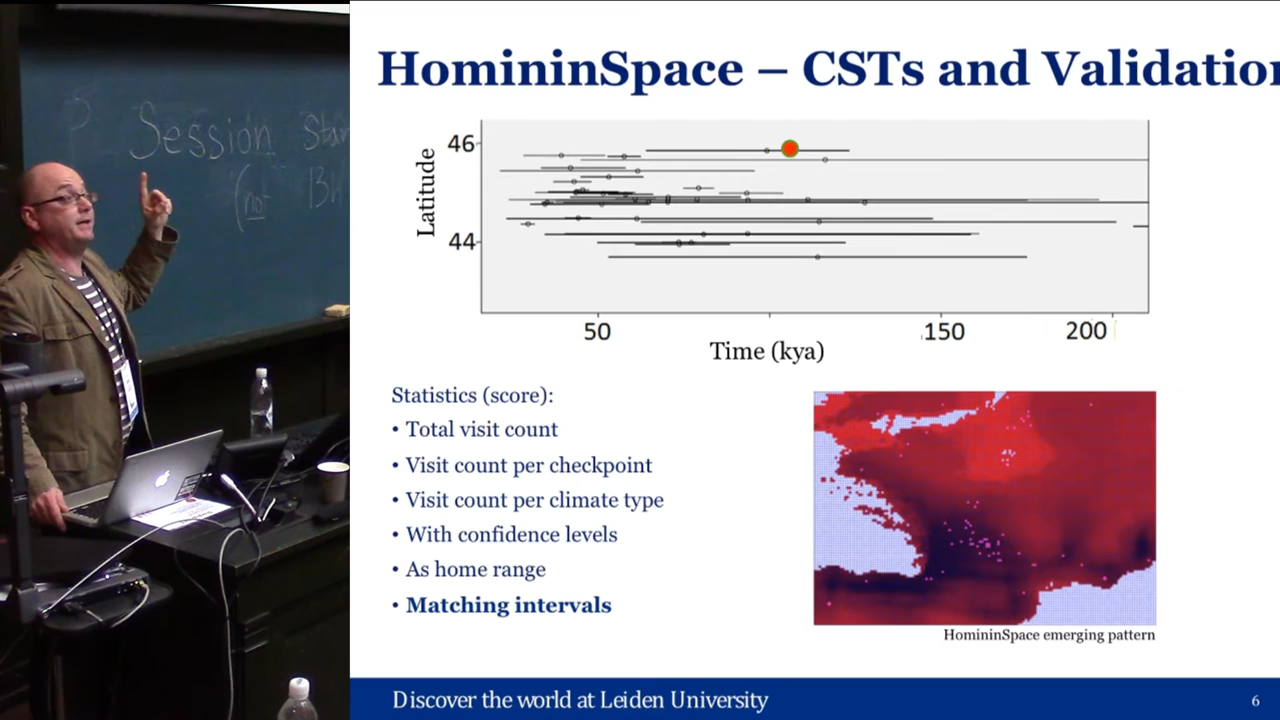 Session
(not 13h
HomininSpace – CSTs and Validation
Latitude
46
44
50
150
200
Time (kya)
Statistics (score):
• Total visit count
• Visit count per checkpoint
• Visit count per climate type
• With confidence levels
• As home range
• Matching intervals
HomininSpace emerging pattern
Discover the world at Leiden University
6